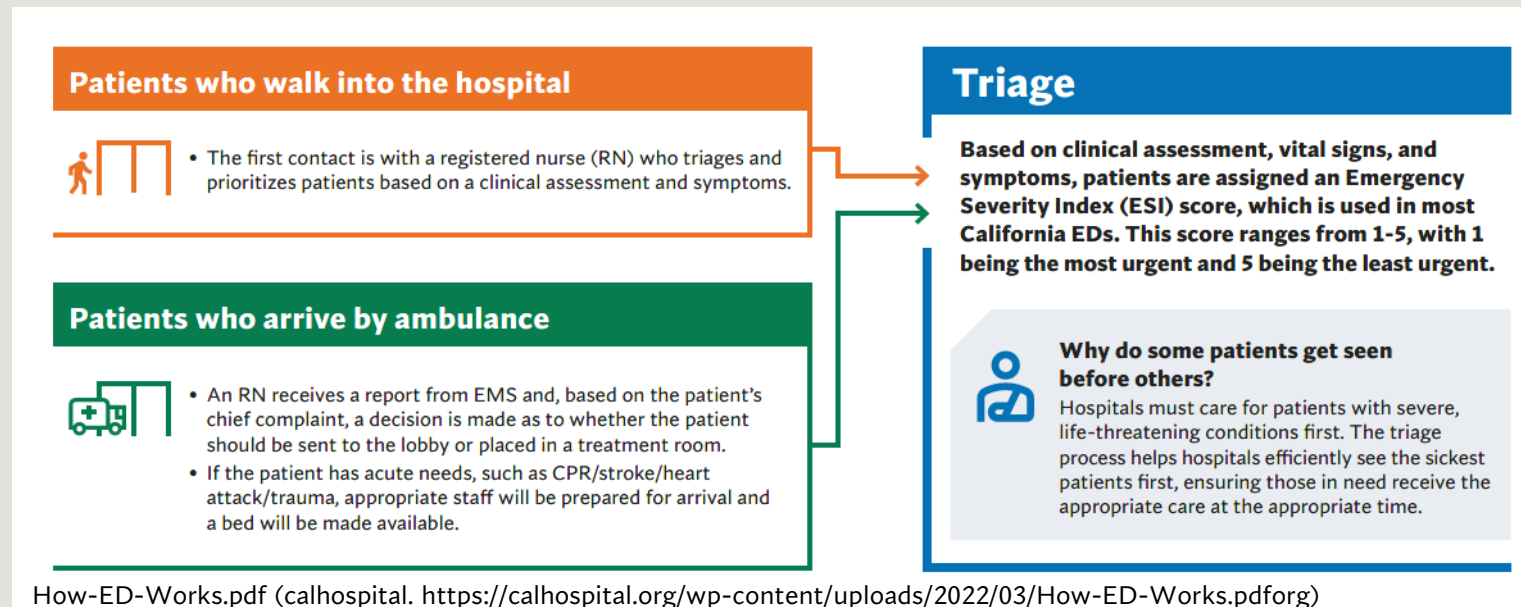 Patients who walk into the hospital
• The first contact is with a registered nurse (RN) who triages and
prioritizes patients based on a clinical assessment and symptoms.
Patients who arrive by ambulance
• An RN receives a report from EMS and, based on the patient's
chief complaint, a decision is made as to whether the patient
should be sent to the lobby or placed in a treatment room.
• If the patient has acute needs, such as CPR/stroke/heart
attack/trauma, appropriate staff will be prepared for arrival and
a bed will be made available.
Triage
Based on clinical assessment, vital signs, and
symptoms, patients are assigned an Emergency
Severity Index (ESI) score, which is used in most
California EDs. This score ranges from 1-5, with 1
being the most urgent and 5 being the least urgent.
Why do some patients get seen
before others?
Hospitals must care for patients with severe,
life-threatening conditions first. The triage
process helps hospitals efficiently see the sickest
patients first, ensuring those in need receive the
appropriate care at the appropriate time.
How-ED-Works.pdf (calhospital. https://calhospital.org/wp-content/uploads/2022/03/How-ED-Works.pdforg)